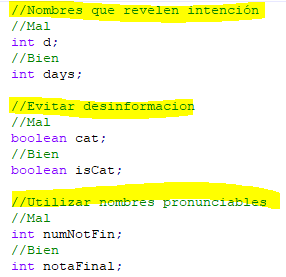 //Nombres que revelen intención
//Mal
int d;
//Bien
int days;
//Evitar desinformacion
//Mal
boolean cat;
//Bien
boolean isCat;
//Utilizar nombres pronunciables
//Mal
int numNotFin;
//Bien
int notaFinal;